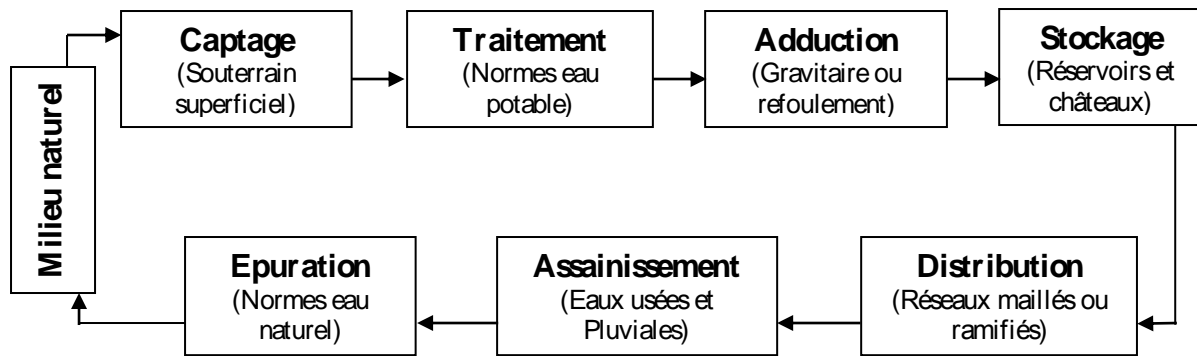 Captage
(Souterrain
superficiel)
Traitement
(Normes eau
potable)
Adduction
(Gravitaire ou
refoulement)
Stockage
(Réservoirs et
châteaux)
Milieu naturel
Epuration
(Normes eau
naturel)
Assainissement
(Eaux usées et
Pluviales)
Distribution
(Réseaux maillés ou
ramifiés)